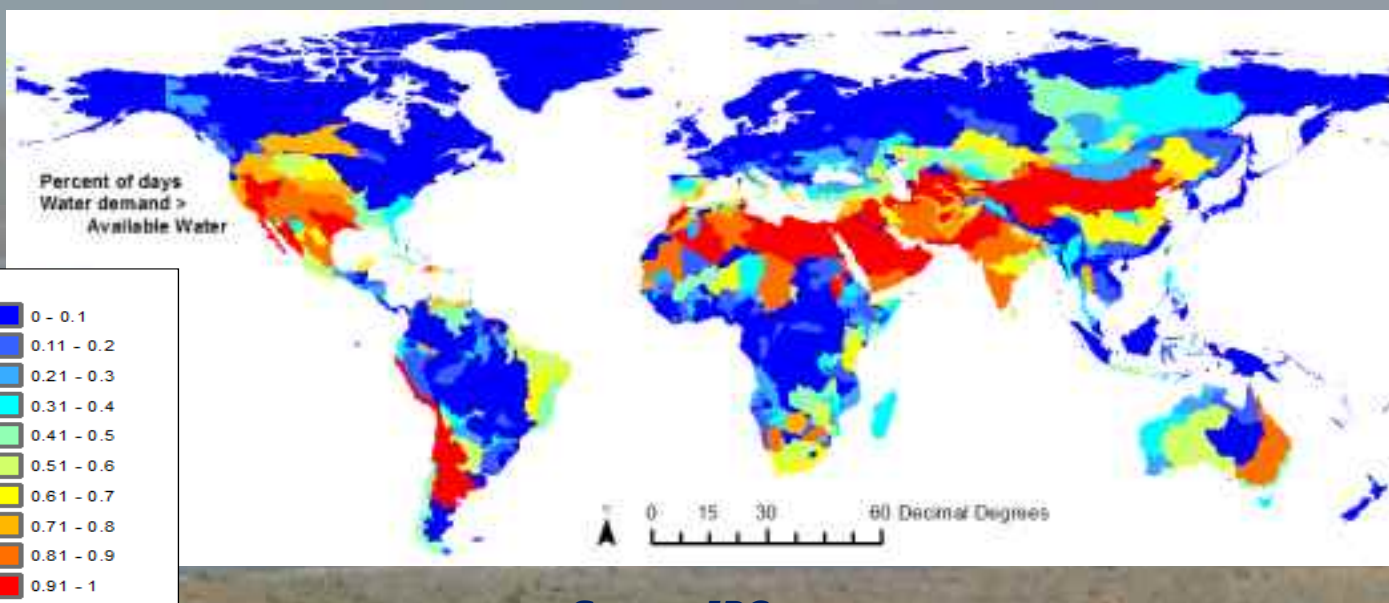 Percent of days
Water demand >
Available Water
0 - 0.1
0.11 - 0.2
0.21 - 0.3
0.31 - 0.4
0.41 - 0.5
0.51 - 0.6
0.61 - 0.7
0.71 - 0.8
0.81 - 0.9
0.91 - 1
0 15 30 60 Decimal Degrees